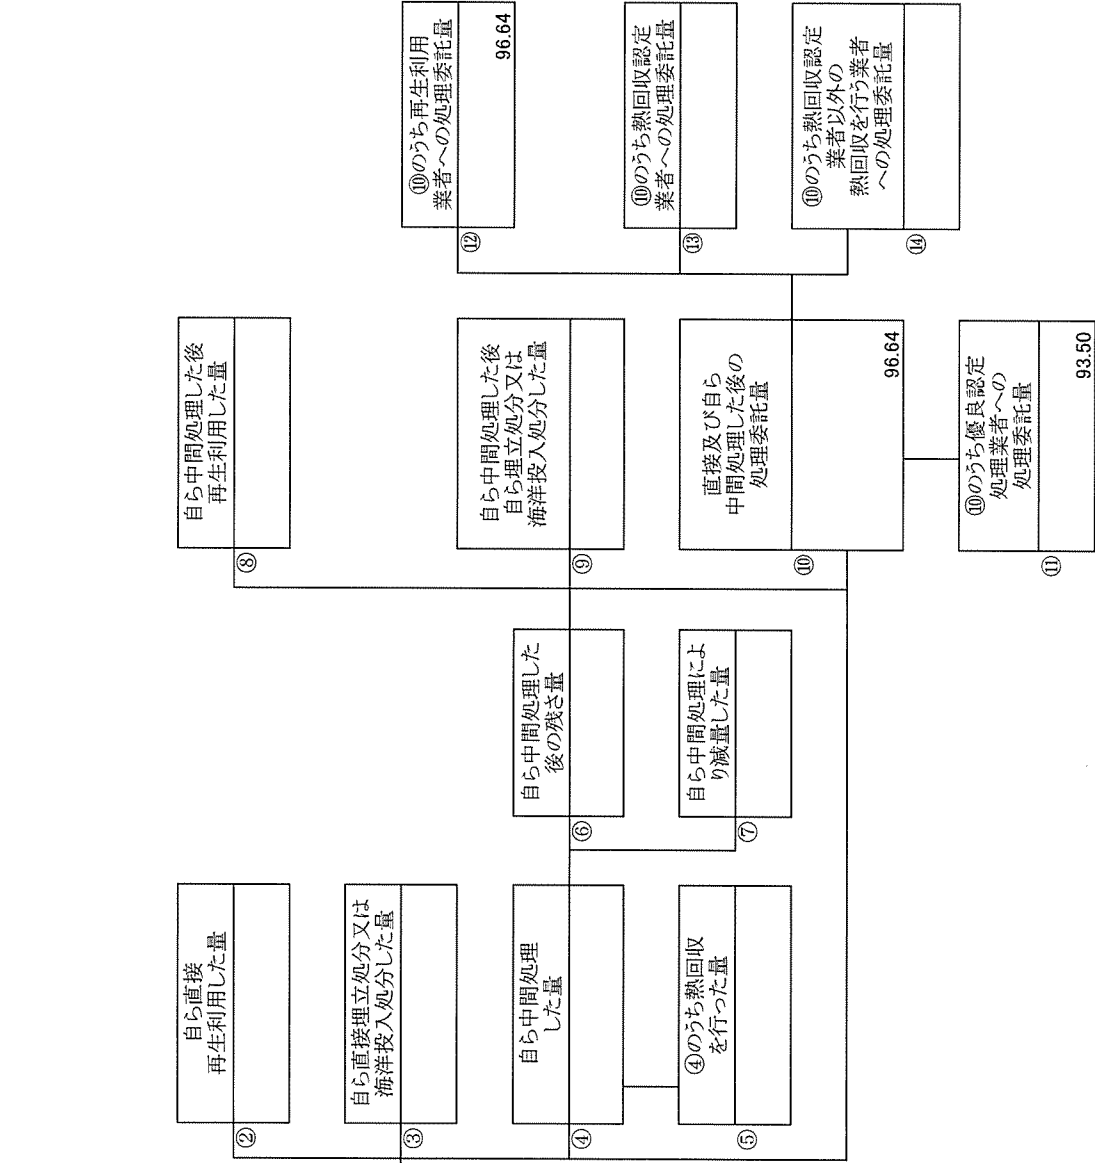 ②
自ら直接
再生利用した量
③
自ら直接埋立処分又は
海洋投入処分した量
④
自ら中間処理
した量
⑤
④のうち熱回収
を行った量
⑥
自ら中間処理した
後の残さ量
⑦
自ら中間処理によ
り減量した量
⑧
自ら中間処理した後
再生利用した量
⑨
自ら中間処理した後
自ら埋立処分又は
海洋投入処分した量
⑩
直接及び自ら
中間処理した後の
処理委託量
96.64
⑪
⑩のうち優良認定
処理業者への
処理委託量
93.50
⑫
⑩のうち再生利用
業者への処理委託量
96.64
⑬
⑩のうち熱回収認定
業者への処理委託量
⑭
⑩のうち熱回収認定
業者以外の
熱回収を行う業者
への処理委託量